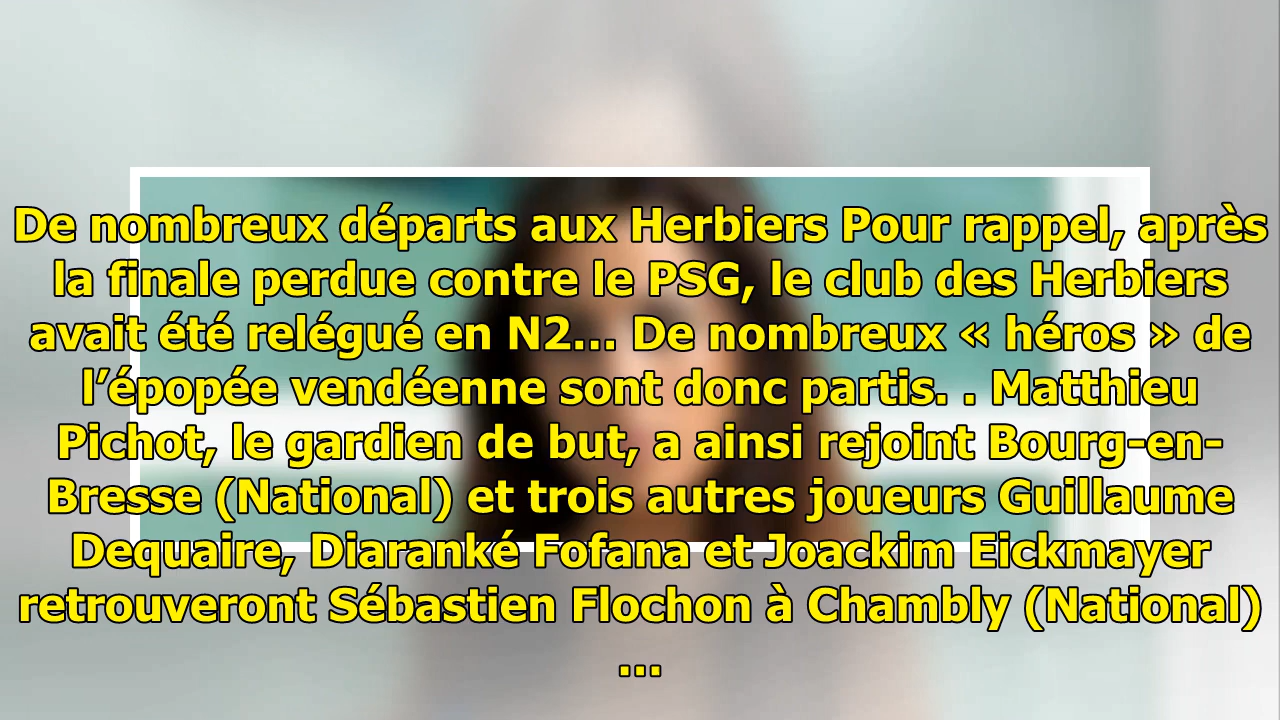 De nombreux départs aux Herbiers Pour rappel, après
la finale perdue contre le PSG, le club des Herbiers
avait été relégué en N2... De nombreux « héros » de
l’épopée vendéenne sont donc partis. . Matthieu
Pichot, le gardien de but, a ainsi rejoint Bourg-en-
Bresse (National) et trois autres joueurs Guillaume
Dequaire, Diaranké Fofana et Joackim Eickmayer
retrouveront Sébastien Flochon à Chambly (National)
...